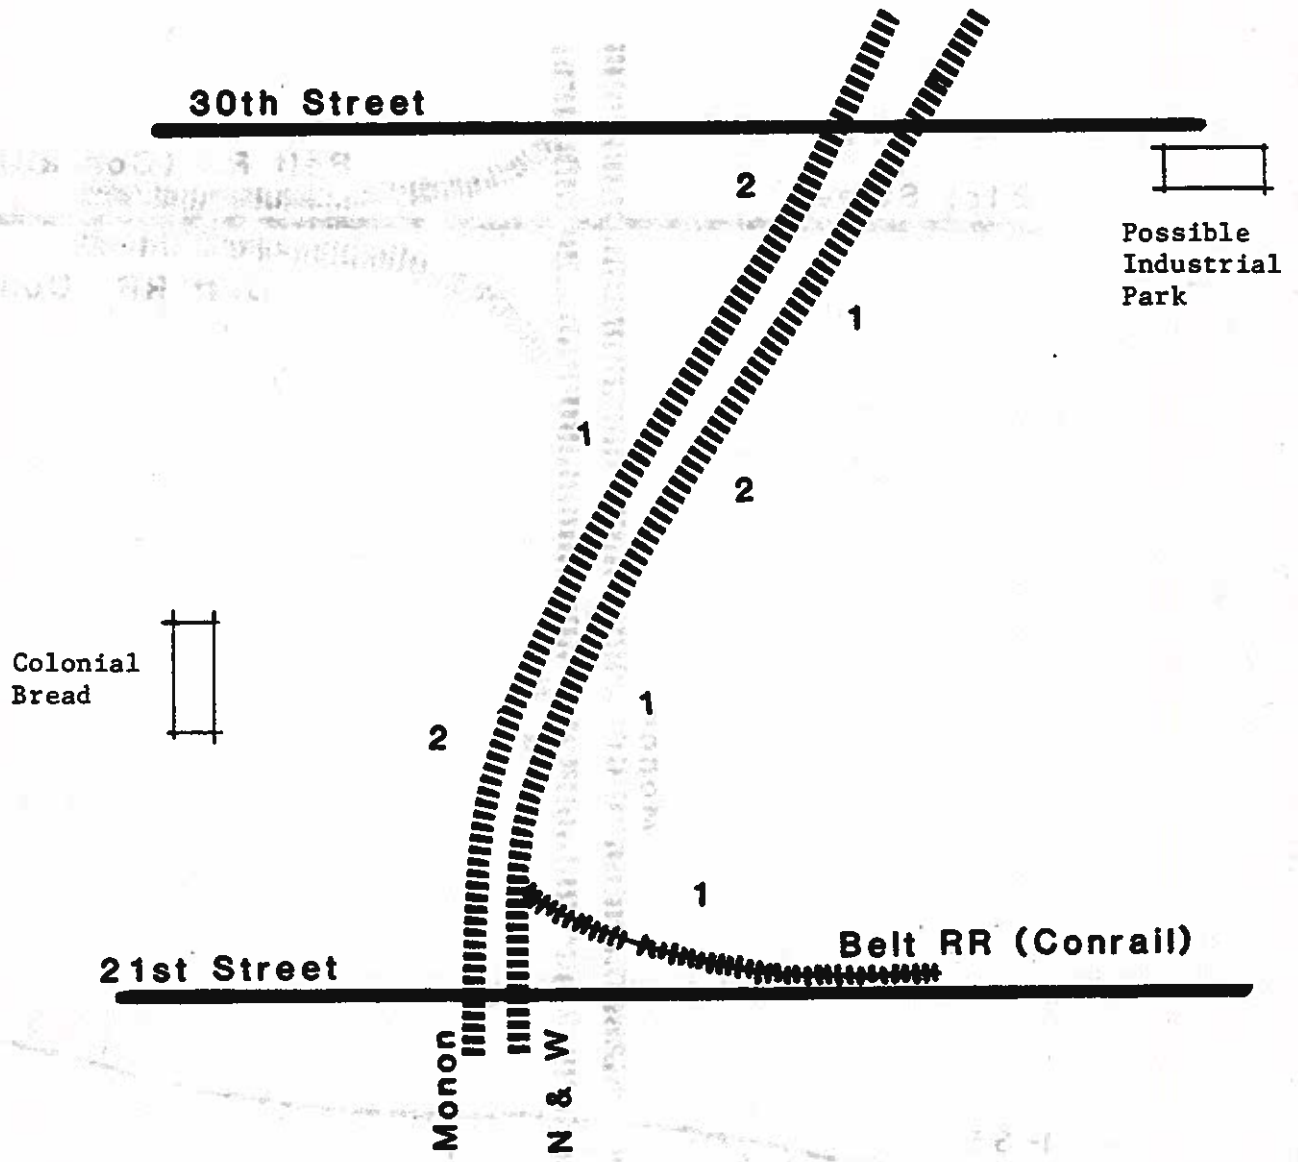 30th Street
2
Possible
Industrial
Park
1
1
2
Colonial
Bread
1
2
1
Belt RR (Conrail)
21st Street
Monon
N & W